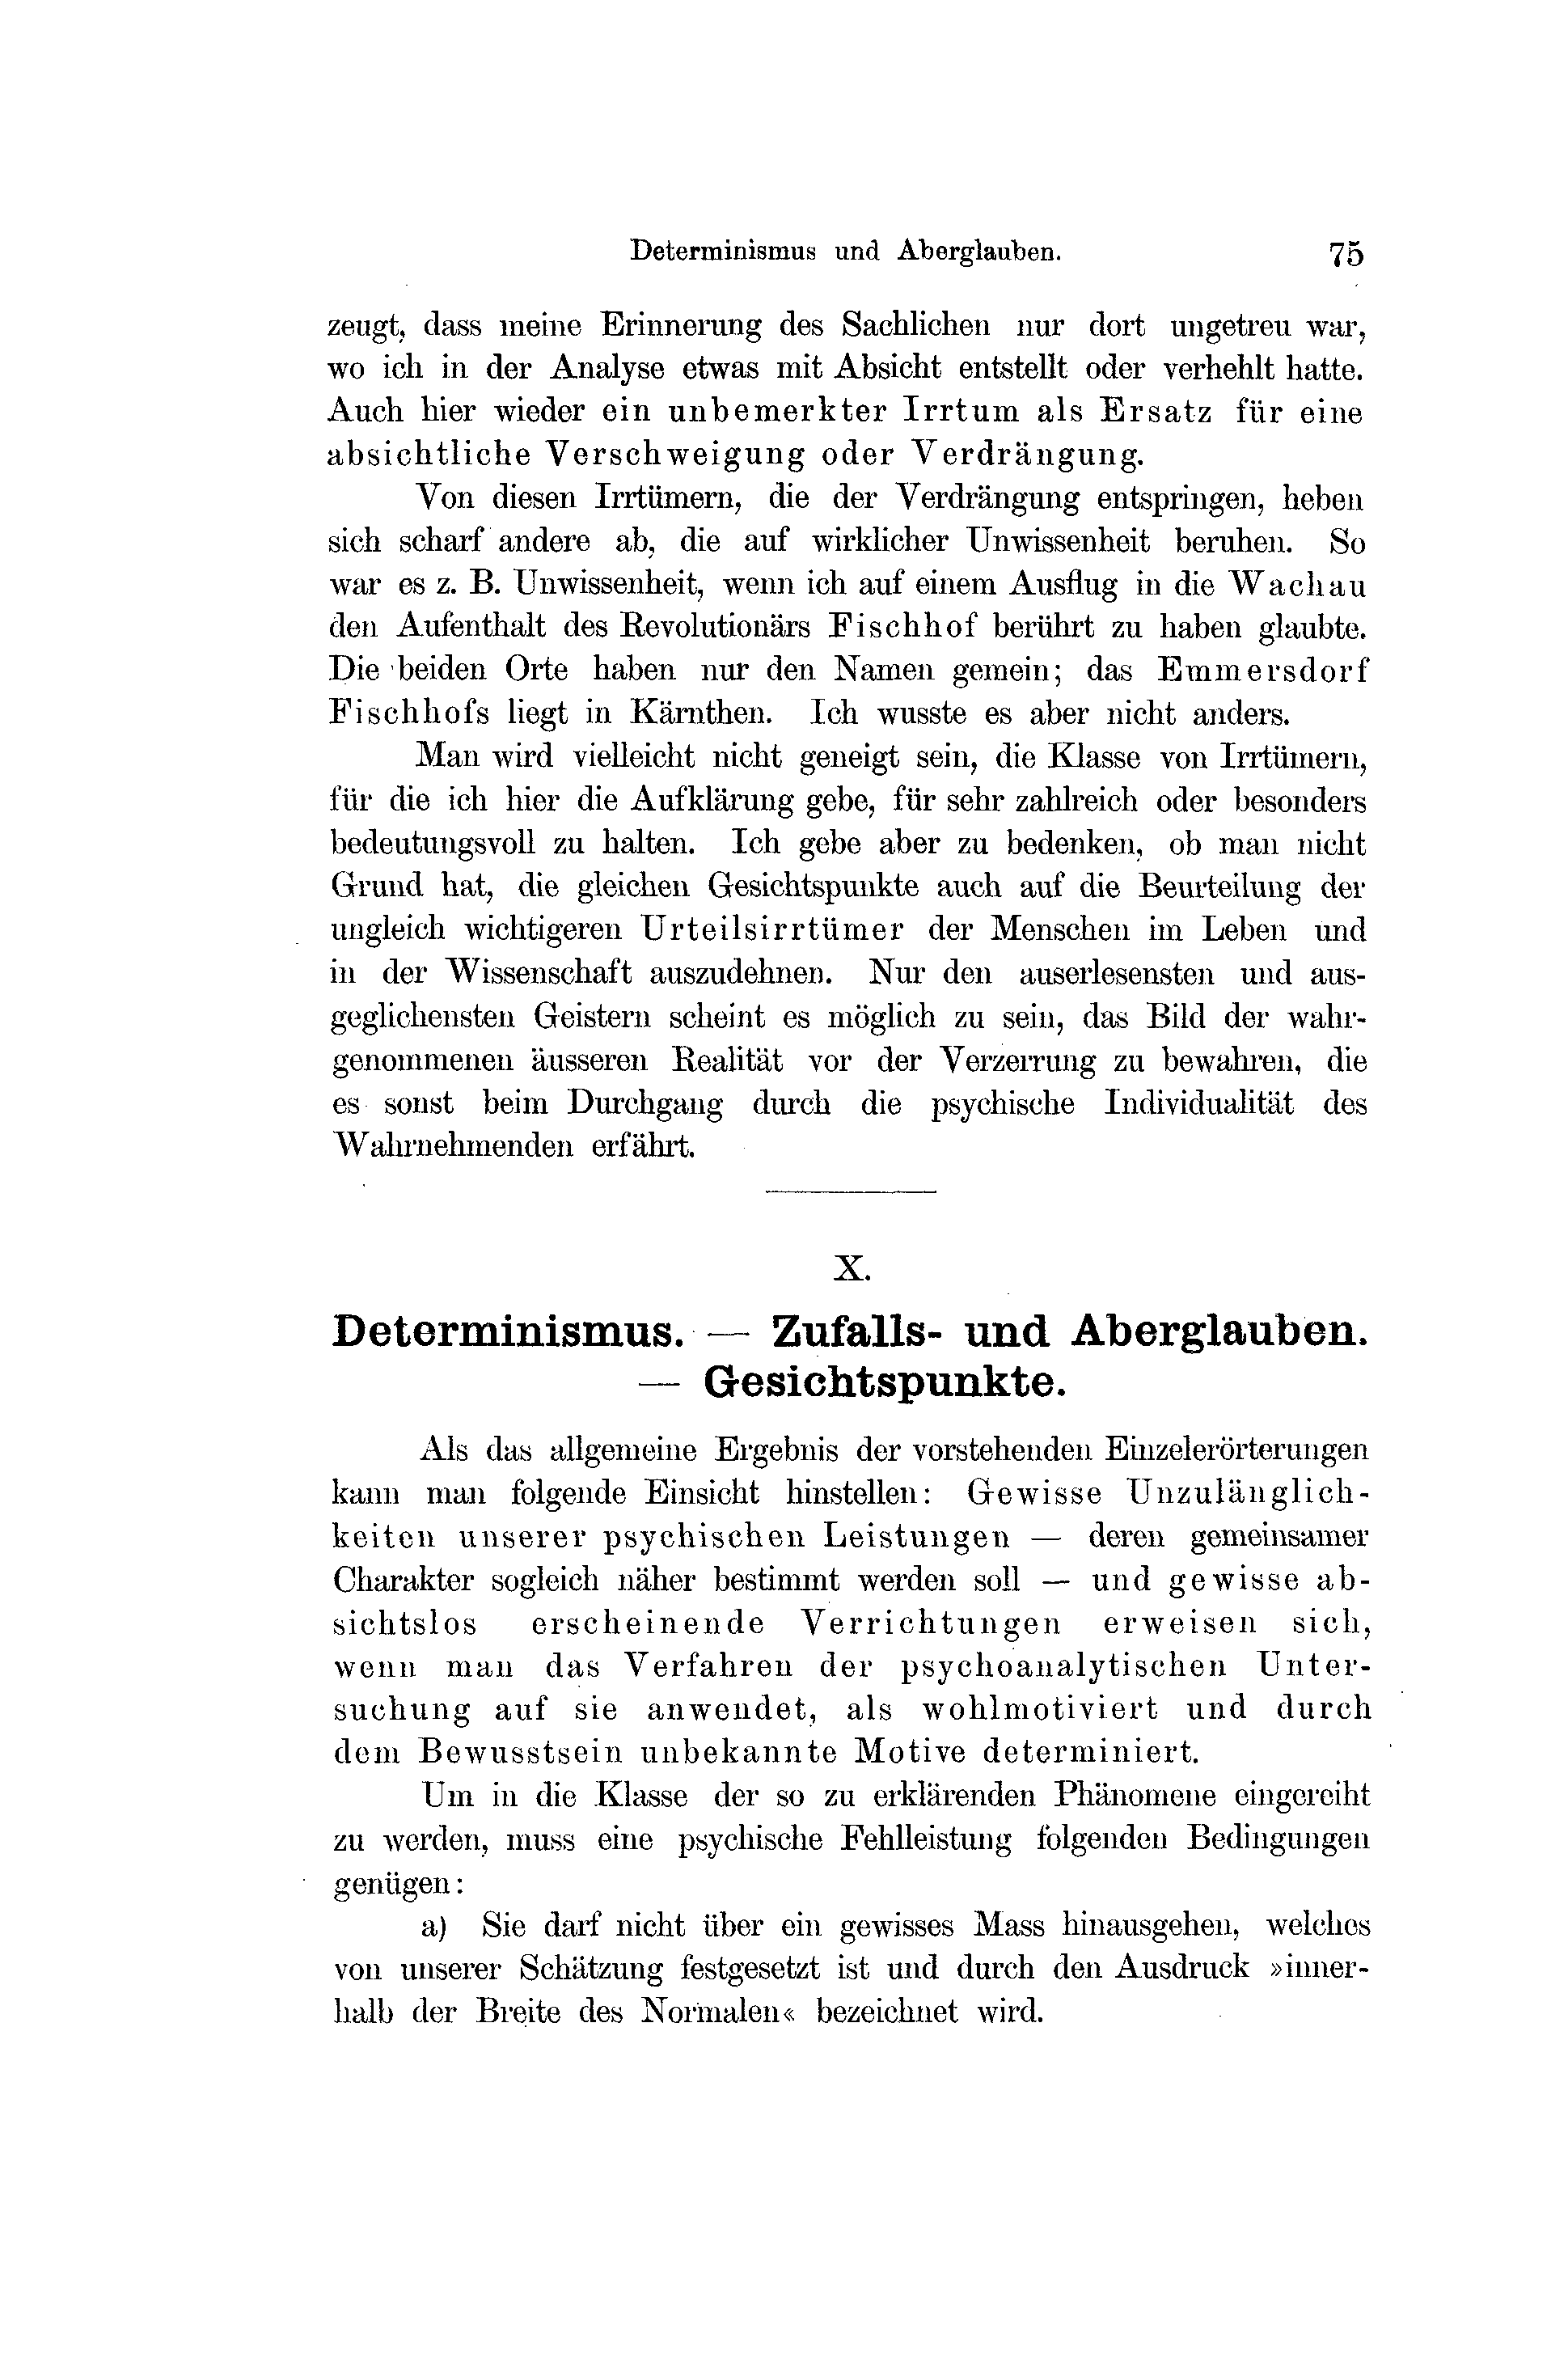 Determinismus und Aberglauben. 75
zeugt, dass meine Erinnerung des Sachlichen nur dort ungetreu war,
wo ich in der Analyse etwas mit Absicht entstellt oder verhehlt hatte.
Auch hier wieder ein unbemerkter Irrtum als Ersatz für eine
absichtliche Verschweigung oder Verdrängung.
Von diesen Irrtümern, die der Verdrängung entspringen, heben
sich scharf andere ab, die auf wirklicher Unwissenheit beruhen. So
war es z. B. Unwissenheit, wenn ich auf einem Ausflug in die Wachau
den Aufenthalt des Revolutionärs Fischhof berührt zu haben glaubte.
Die beiden Orte haben nur den Namen gemein; das Emmersdorf
Fischhofs liegt in Kärnthen. Ich wusste es aber nicht anders.
Man wird vielleicht nicht geneigt sein, die Klasse von Irrtümern,
für die ich hier die Aufklärung gebe, für sehr zahlreich oder besonders
bedeutungsvoll zu halten. Ich gebe aber zu bedenken, ob man nicht
Grund hat, die gleichen Gesichtspunkte auch auf die Beurteilung der
ungleich wichtigeren Urteilsirrtümer der Menschen im Leben und
in der Wissenschaft auszudehnen. Nur den auserlesensten und aus-
geglichensten Geistern scheint es möglich zu sein, das Bild der wahr-
genommenen äusseren Realität vor der Verzerrung zu bewahren, die
es sonst beim Durchgang durch die psychische Individualität des
Wahrnehmenden erfährt.
X.
Determinismus. — Zufalls- und Aberglauben.
— Gesichtspunkte.
Als das allgemeine Ergebnis der vorstehenden Einzelerörterungen
kann man folgende Einsicht hinstellen: Gewisse Unzulänglich-
keiten unserer psychischen Leistungen — deren gemeinsamer
Charakter sogleich näher bestimmt werden soll — und gewisse ab-
sichtslos erscheinende Verrichtungen erweisen sich,
wenn man das Verfahren der psychoanalytischen Unter-
suchung auf sie anwendet, als wohlmotiviert und durch
dem Bewusstsein unbekannte Motive determiniert.
Um in die Klasse der so zu erklärenden Phänomene eingereiht
zu werden, muss eine psychische Fehlleistung folgenden Bedingungen
genügen:
a) Sie darf nicht über ein gewisses Mass hinausgehen, welches
von unserer Schätzung festgesetzt ist und durch den Ausdruck »inner-
halb der Breite des Normalen« bezeichnet wird.